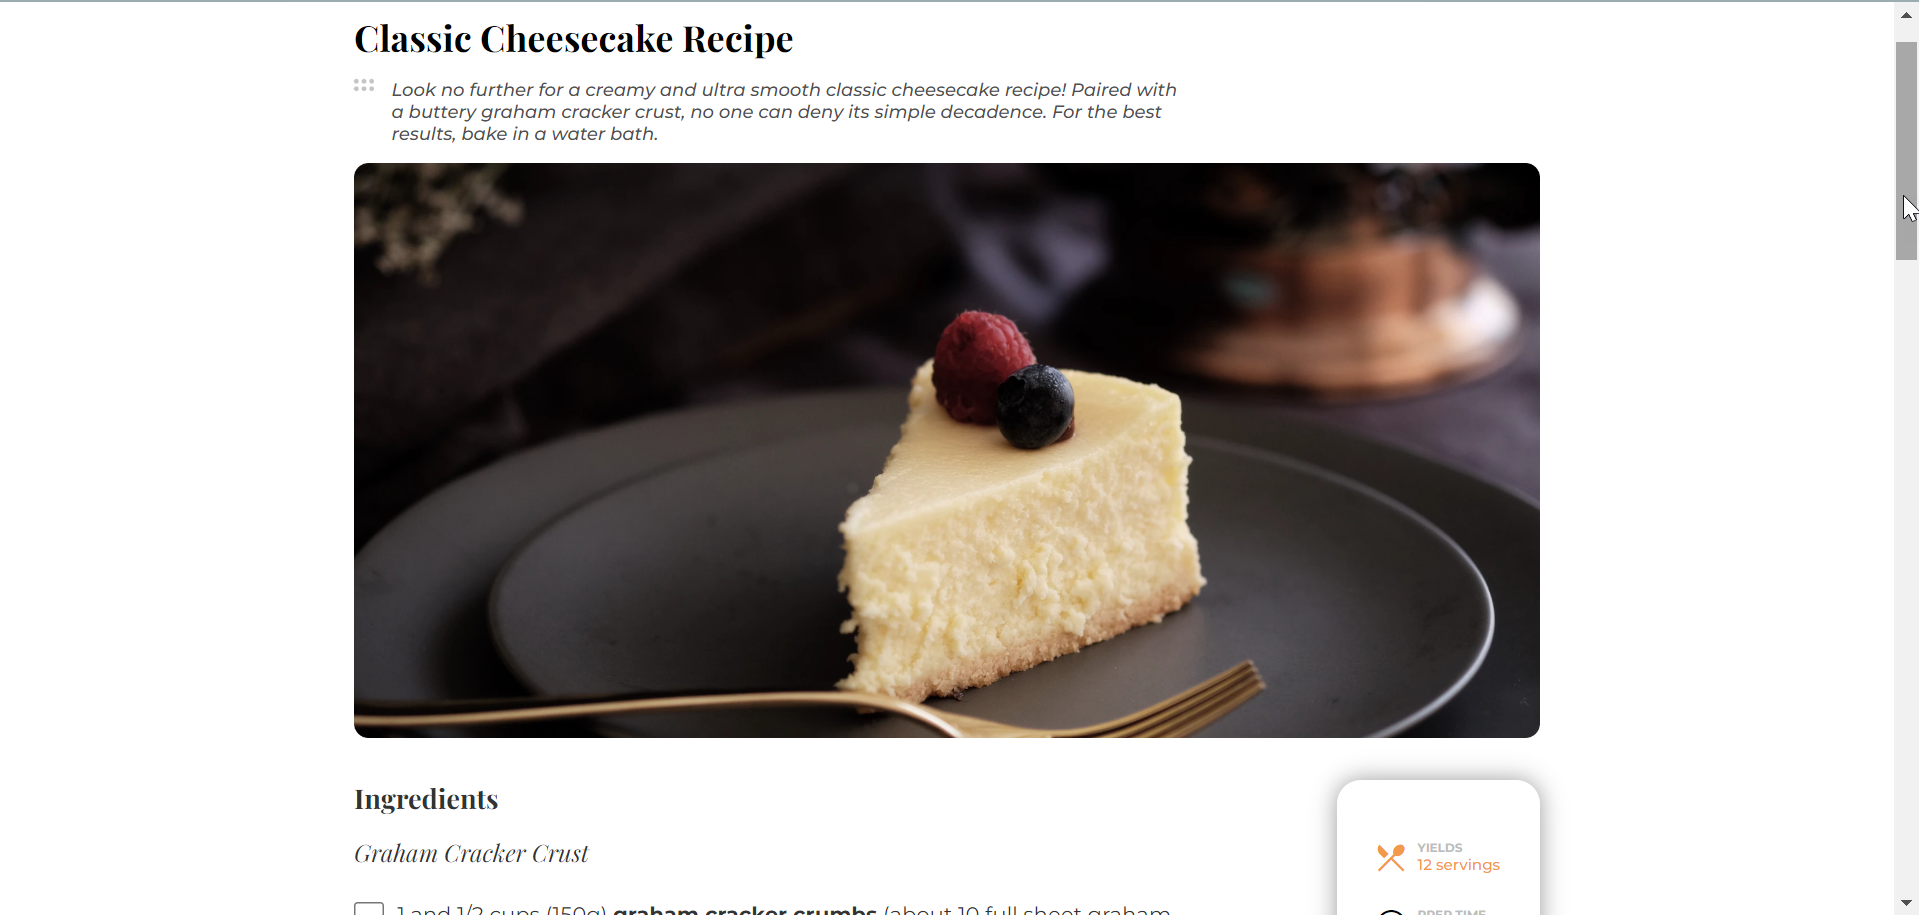 Classic Cheesecake Recipe
Look no further for a creamy and ultra smooth classic cheesecake recipe! Paired with
a buttery graham cracker crust, no one can deny its simple decadence. For the best
results, bake in a water bath.
Ingredients
Graham Cracker Crust
YIELDS
12 servings
1 and 1/2 cups (150g) graham cracker crumbs (about 10 full sheet graham
PREP TIME